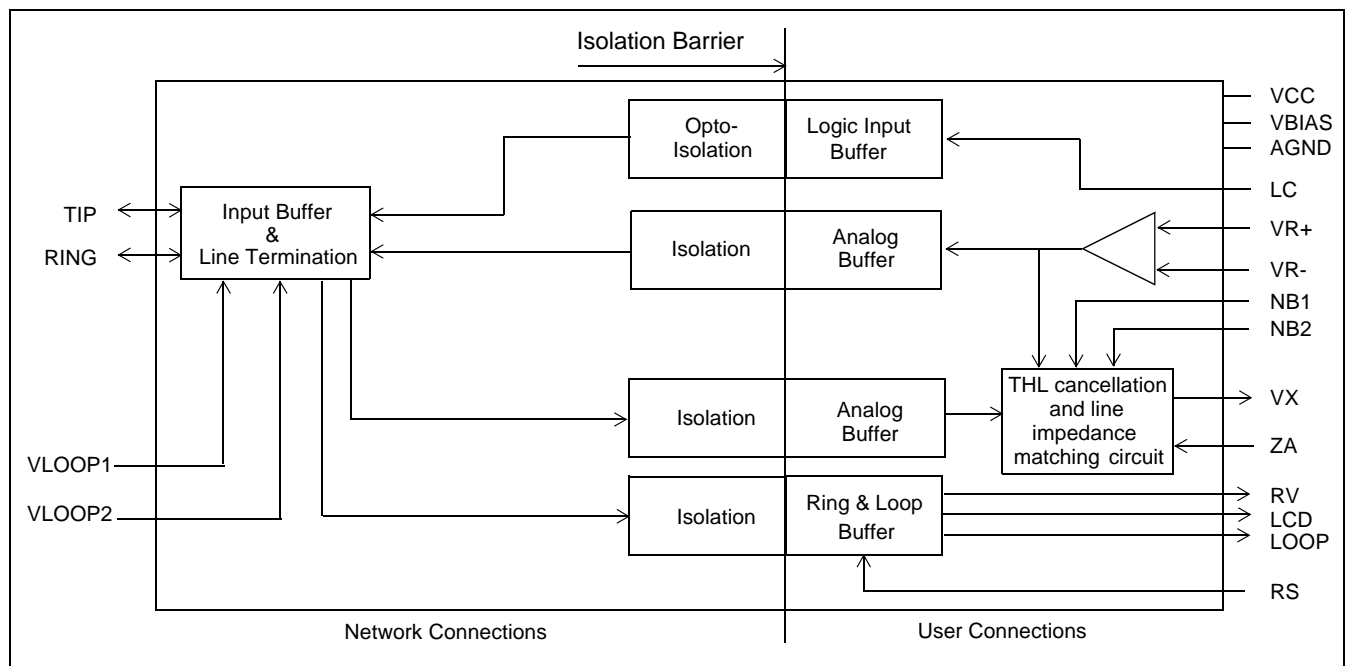 Isolation Barrier
VCC
VBIAS
AGND
LC
VR+
VR-
NB1
NB2
VX
ZA
RV
LCD
LOOP
RS
TIP
RING
VLOOP1
VLOOP2
Opto-
Isolation
Logic Input
Buffer
Input Buffer
&
Line Termination
Isolation
Analog
Buffer
Isolation
Analog
Buffer
THL cancellation
and line
impedance
matching circuit
Isolation
Ring & Loop
Buffer
Network Connections
User Connections